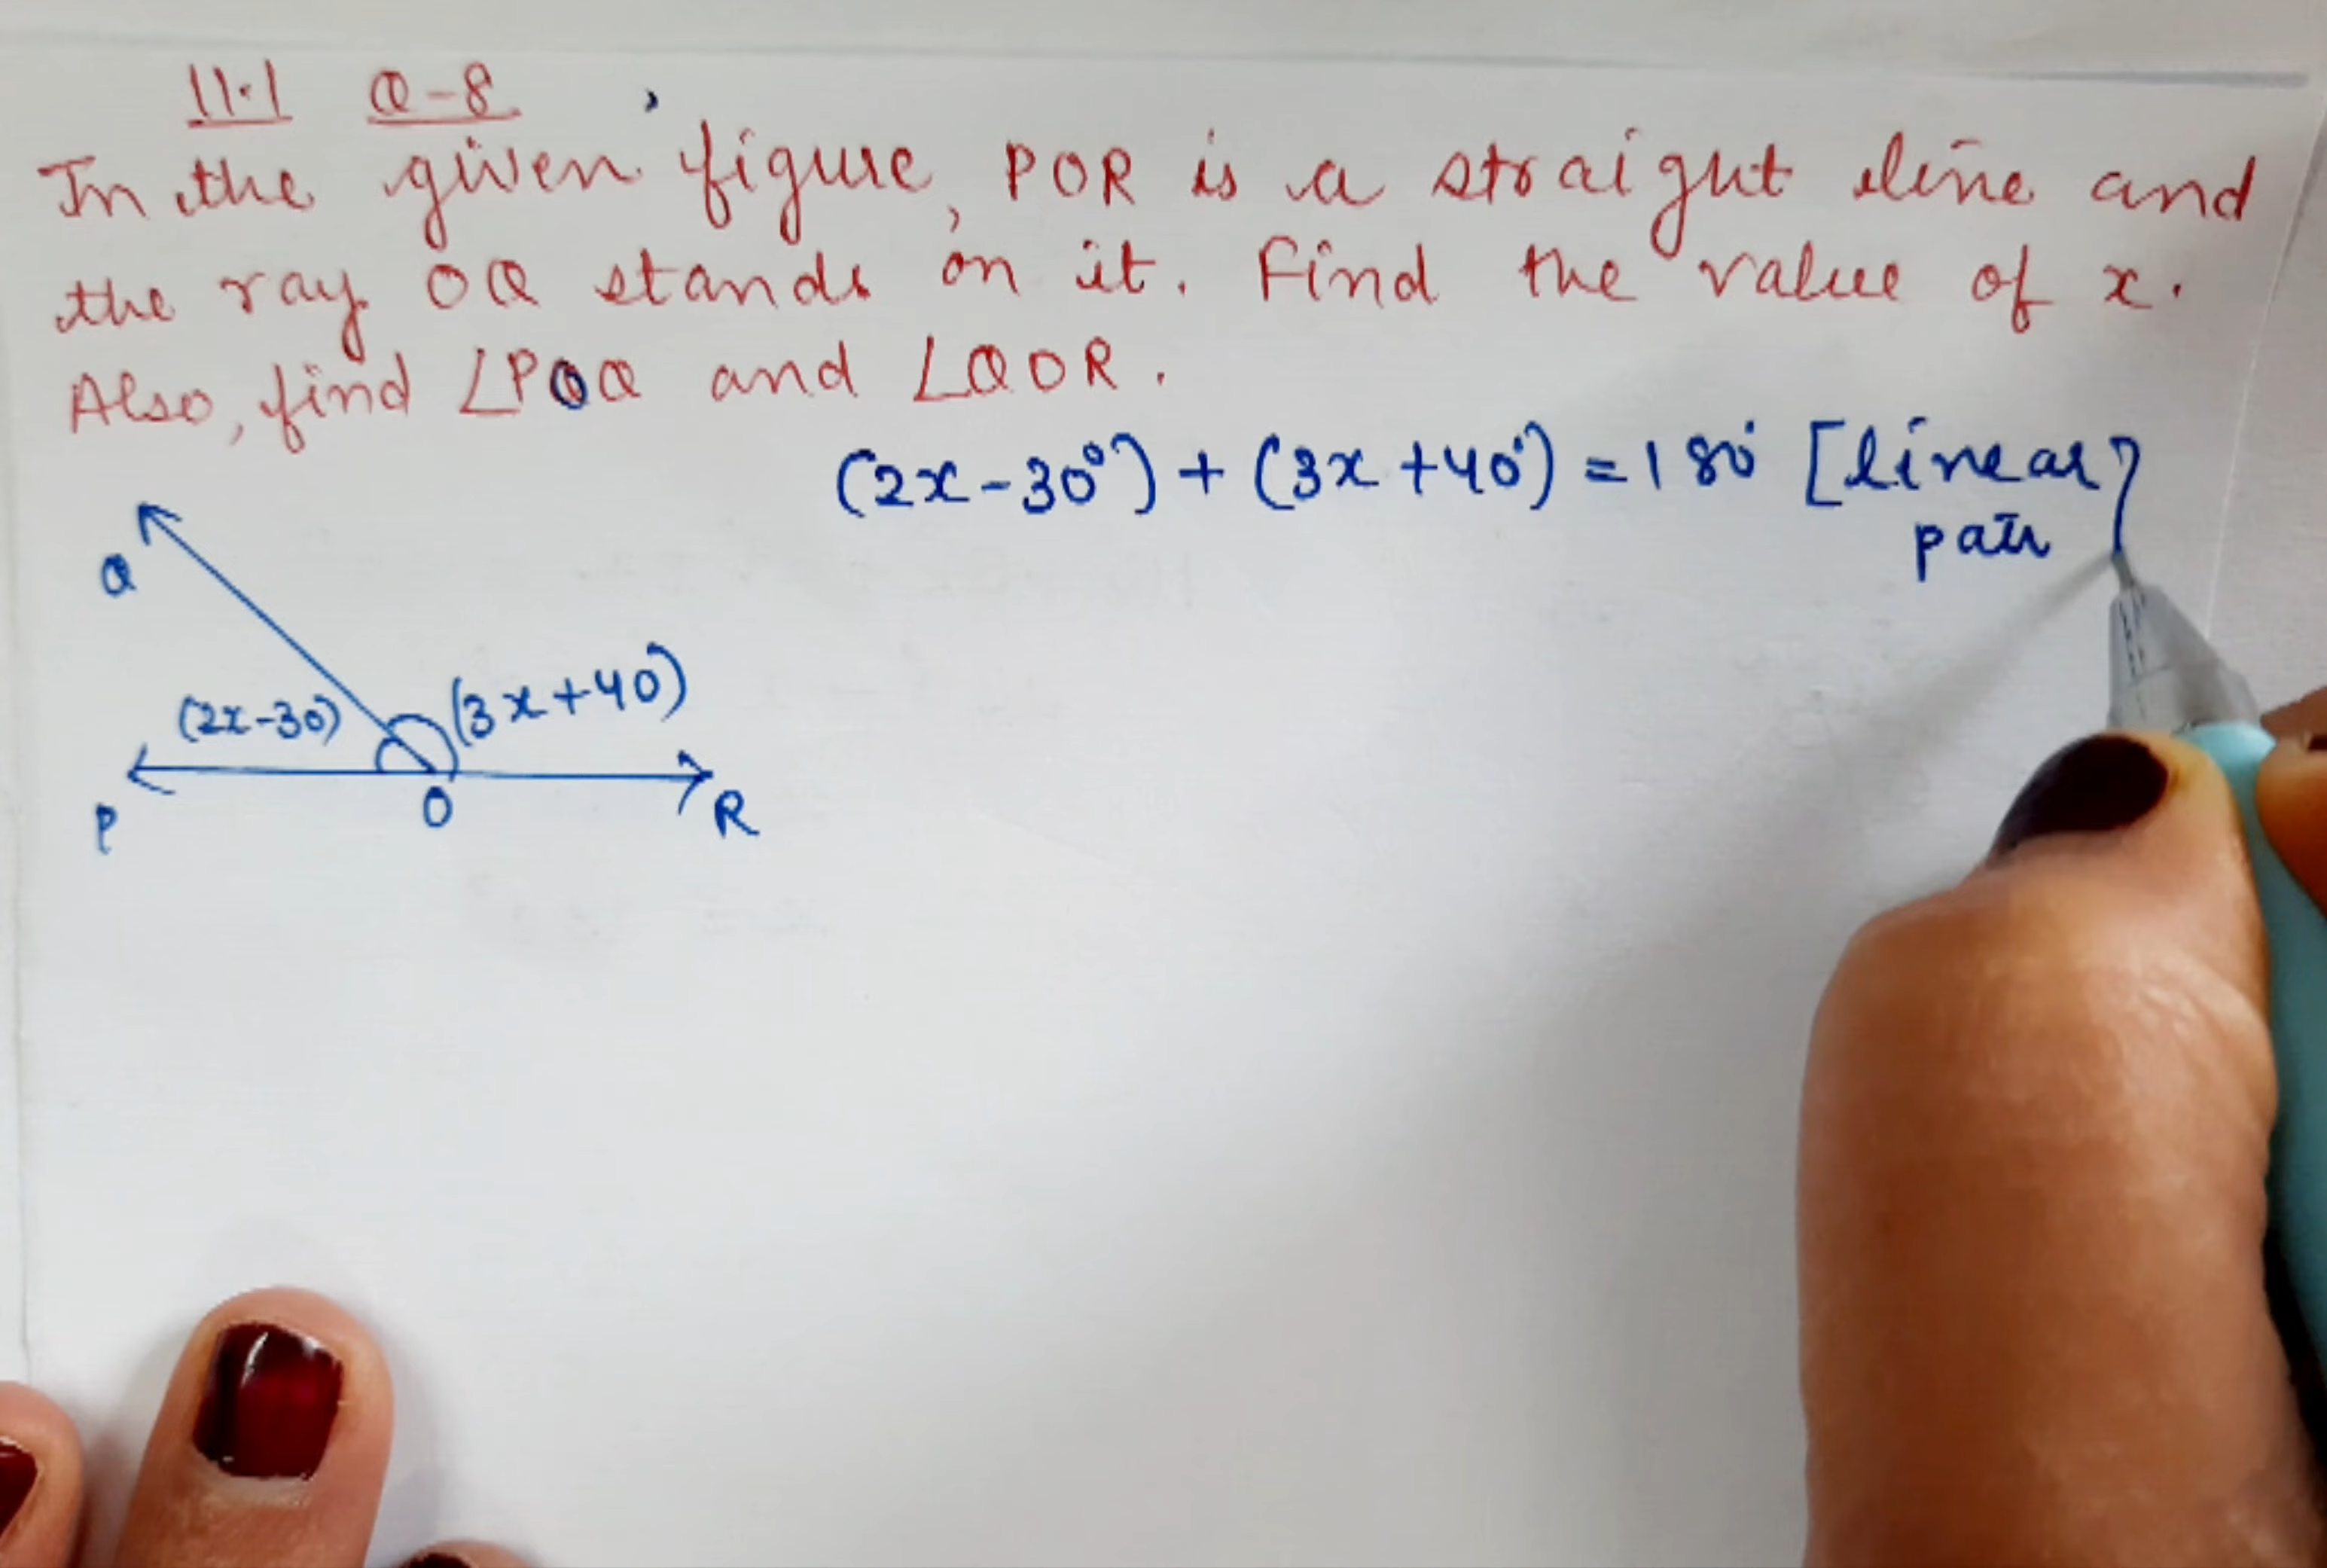 11.1 Q-8
In the given figure, POR is a straight line and
the ray OQ stands on it. Find the value of x.
Also, find ∠POQ and ∠QOR.
(2x-30°) + (3x+40°) = 180° [linear
pair]
Q
(2x-30)
(3x+40)
P
O
R